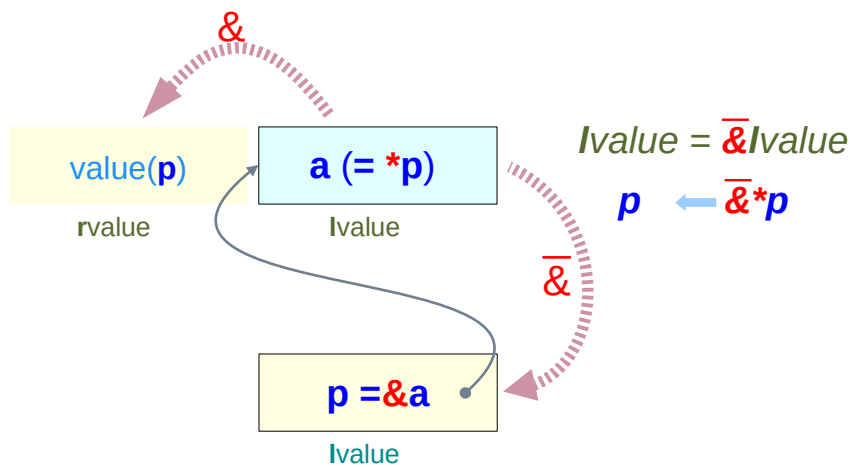 &
value(p)
a (= *p)
rvalue
lvalue
lvalue = &̅lvalue
p &̅*p
&̅
p =&a
lvalue